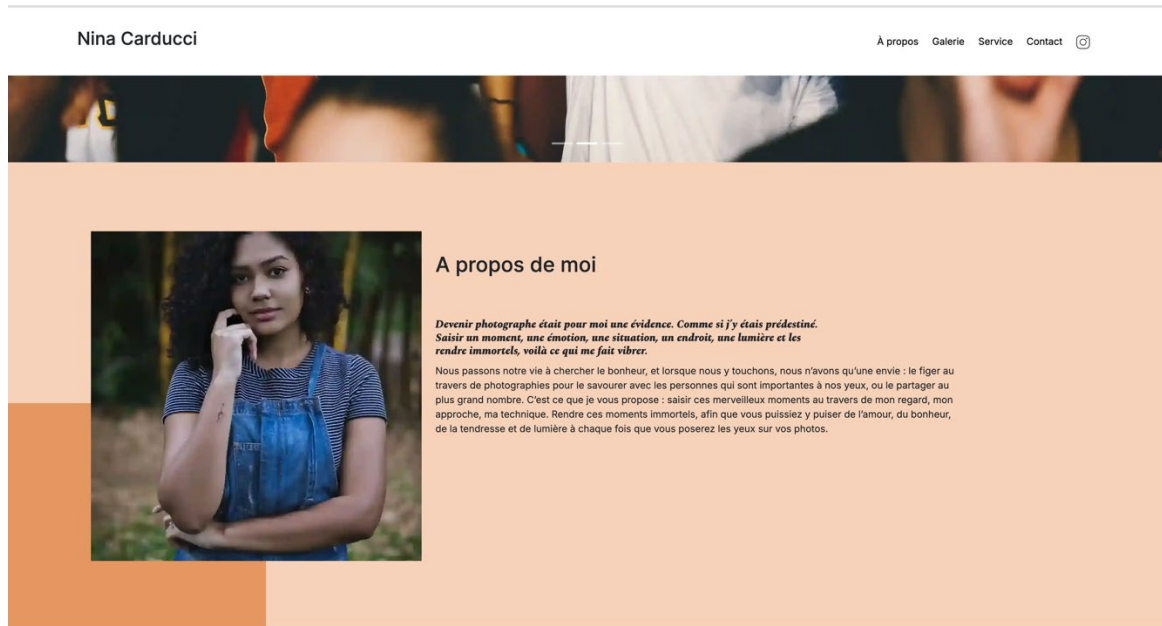 Nina Carducci
À propos Galerie Service Contact
A propos de moi
Devenir photographe était pour moi une évidence. Comme si j'y étais prédestiné.
Saisir un moment, une émotion, une situation, un endroit, une lumière et les
rendre immortels, voilà ce qui me fait vibrer.
Nous passons notre vie à chercher le bonheur, et lorsque nous y touchons, nous n’avons qu’une envie : le figer au
travers de photographies pour le savourer avec les personnes qui sont importantes à nos yeux, ou le partager au
plus grand nombre. C’est ce que je vous propose : saisir ces merveilleux moments au travers de mon regard, mon
approche, ma technique. Rendre ces moments immortels, afin que vous puissiez y puiser de l’amour, du bonheur,
de la tendresse et de lumière à chaque fois que vous poserez les yeux sur vos photos.